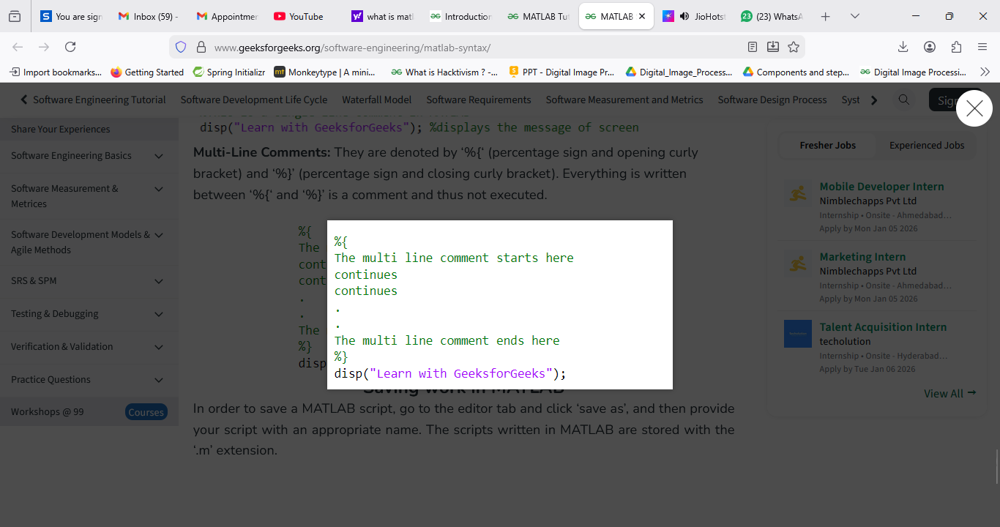 You are sign
Inbox (59) -
Appointmen
YouTube
what is matl
Introduction
MATLAB Tut
MATLAB
JioHotst
(23) WhatsA
www.geeksforgeeks.org/software-engineering/matlab-syntax/
Import bookmarks...
Getting Started
Spring Initializr
Monkeytype | A mini...
What is Hacktivism ? -...
PPT - Digital Image Pr...
Digital_Image_Process...
Components and step...
Digital Image Processi...
Software Engineering Tutorial
Software Development Life Cycle
Waterfall Model
Software Requirements
Software Measurement and Metrics
Software Design Process
Syst
Sig
Share Your Experiences
Software Engineering Basics
Software Measurement &
Metrices
Software Development Models &
Agile Methods
SRS & SPM
Testing & Debugging
Verification & Validation
Practice Questions
Workshops @ 99
Courses
disp("Learn with GeeksforGeeks"); %displays the message of screen
Multi-Line Comments: They are denoted by ‘%{‘ (percentage sign and opening curly
bracket) and ‘%}’ (percentage sign and closing curly bracket). Everything is written
between ‘%{‘ and ‘%}’ is a comment and thus not executed.
%{
The
cont
cont
.
.
The
%}
disp
%{
The multi line comment starts here
continues
continues
.
.
The multi line comment ends here
%}
disp("Learn with GeeksforGeeks");
Saving work in MATLAB
In order to save a MATLAB script, go to the editor tab and click ‘save as’, and then provide
your script with an appropriate name. The scripts written in MATLAB are stored with the
‘.m’ extension.
Fresher Jobs
Experienced Jobs
Mobile Developer Intern
Nimblechapps Pvt Ltd
Internship • Onsite - Ahmedabad...
Apply by Mon Jan 05 2026
Marketing Intern
Nimblechapps Pvt Ltd
Internship • Onsite - Ahmedabad...
Apply by Mon Jan 05 2026
Talent Acquisition Intern
techolution
Internship • Onsite - Hyderabad...
Apply by Tue Jan 06 2026
View All